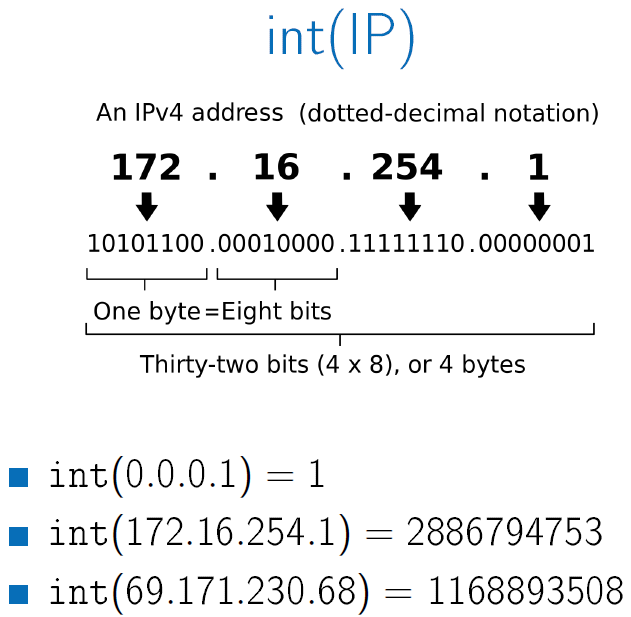 int(IP)
An IPv4 address (dotted-decimal notation)
172 . 16 . 254 . 1
10101100.00010000.11111110.00000001
One byte=Eight bits
Thirty-two bits (4 x 8), or 4 bytes
int(0.0.0.1) = 1
int(172.16.254.1) = 2886794753
int(69.171.230.68) = 1168893508